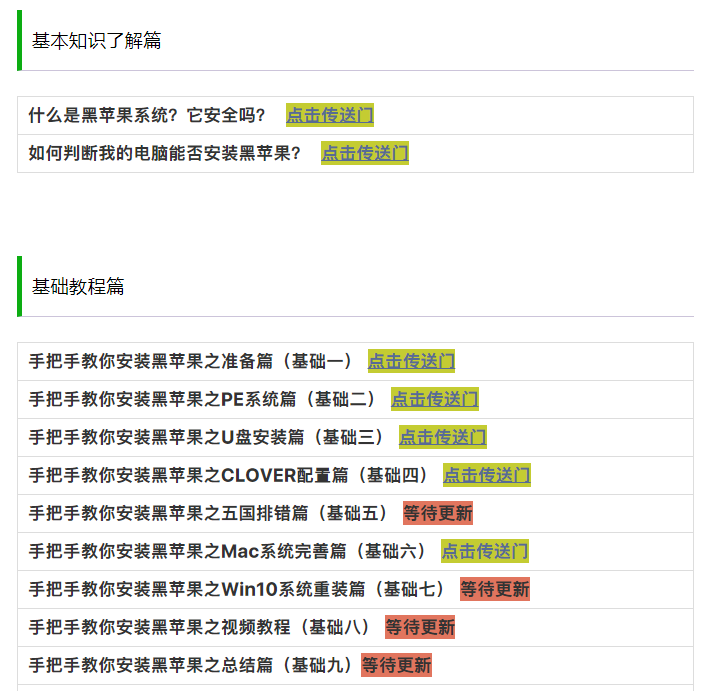 基本知识了解篇
什么是黑苹果系统？它安全吗？ 点击传送门
如何判断我的电脑能否安装黑苹果？ 点击传送门
基础教程篇
手把手教你安装黑苹果之准备篇（基础一） 点击传送门
手把手教你安装黑苹果之PE系统篇（基础二） 点击传送门
手把手教你安装黑苹果之U盘安装篇（基础三） 点击传送门
手把手教你安装黑苹果之CLOVER配置篇（基础四） 点击传送门
手把手教你安装黑苹果之五国排错篇（基础五） 等待更新
手把手教你安装黑苹果之Mac系统完善篇（基础六） 点击传送门
手把手教你安装黑苹果之Win10系统重装篇（基础七） 等待更新
手把手教你安装黑苹果之视频教程（基础八） 等待更新
手把手教你安装黑苹果之总结篇（基础九）等待更新